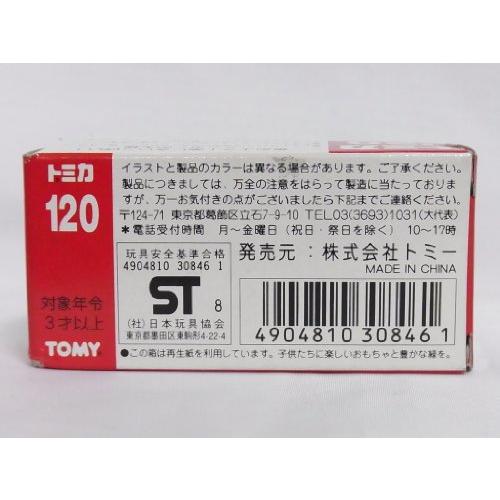 トミカ
120
対象年令
3才以上
TOMY
イラストと製品のカラーは異なる場合があります。ご了承ください。
製品につきましては、万全の注意をはらって製造に当たっております
が、万一お気付きの点がございましたら下記までご連絡ください。
〒124-71 東京都葛飾区立石7-9-10 TEL03(3693)1031(大代表)
*電話受付時間 月〜金曜日(祝日・祭日を除く) 10〜17時
玩具安全基準合格
4904810 30846 1
ST 8
(社)日本玩具協会
東京都墨田区東駒形4-22-4
発売元:株式会社トミー
MADE IN CHINA
4904810 308461
●この箱は再生紙を利用しています。子供たちに楽しいおもちゃと豊かな緑を。